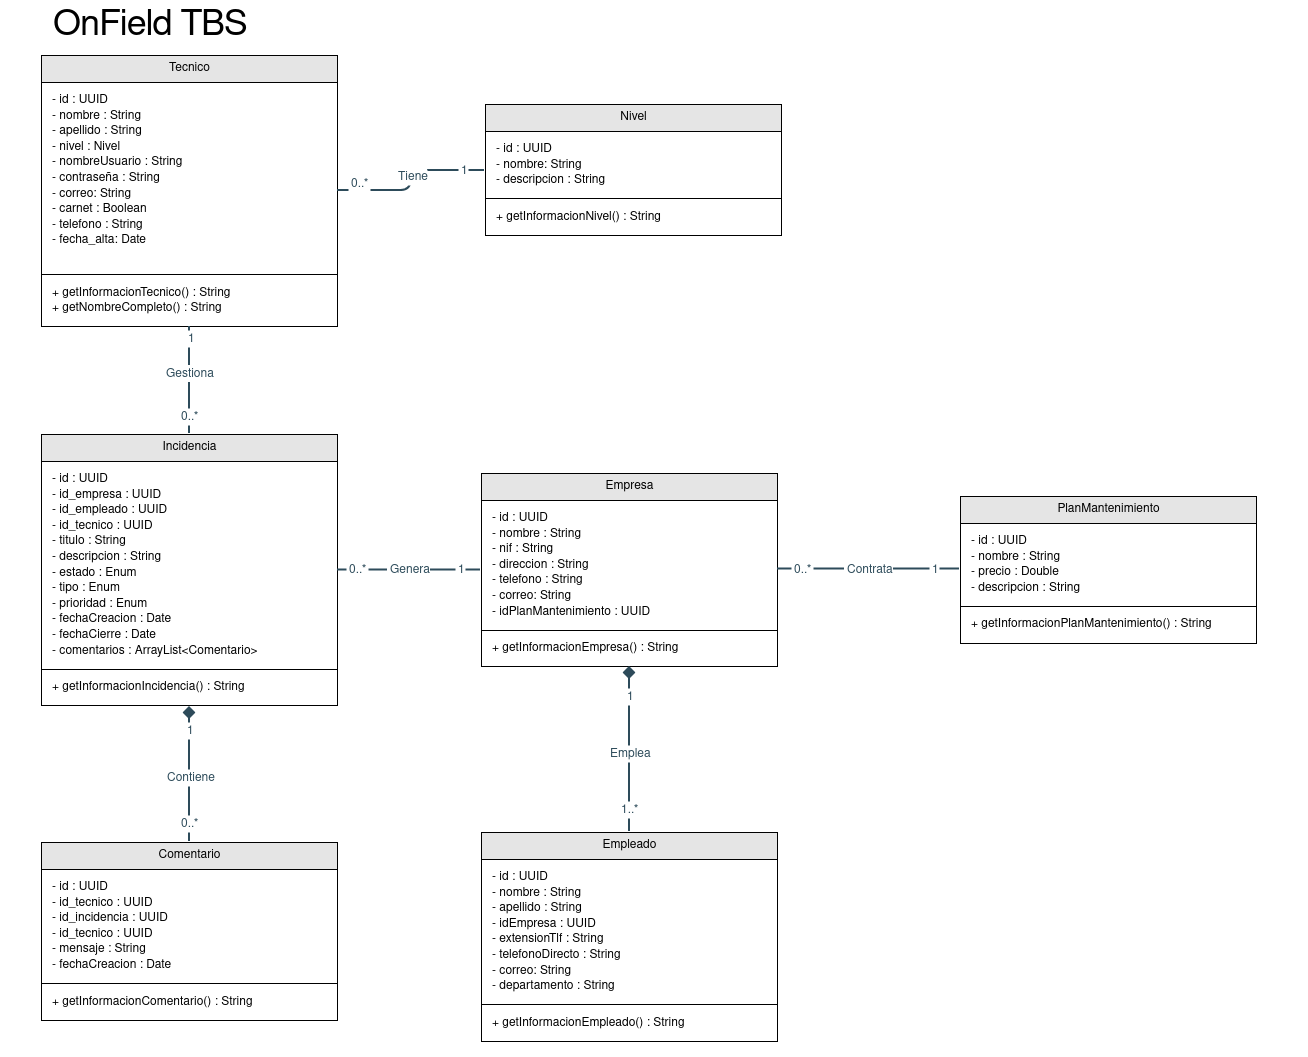 OnField TBS
Tecnico
- id : UUID
- nombre : String
- apellido : String
- nivel : Nivel
- nombreUsuario : String
- contraseña : String
- correo: String
- carnet : Boolean
- telefono : String
- fecha_alta: Date
+ getInformacionTecnico() : String
+ getNombreCompleto() : String
0..*
Tiene
1
Nivel
- id : UUID
- nombre: String
- descripcion : String
+ getInformacionNivel() : String
1
Gestiona
0..*
Incidencia
- id : UUID
- id_empresa : UUID
- id_empleado : UUID
- id_tecnico : UUID
- titulo : String
- descripcion : String
- estado : Enum
- tipo : Enum
- prioridad : Enum
- fechaCreacion : Date
- fechaCierre : Date
- comentarios : ArrayList<Comentario>
+ getInformacionIncidencia() : String
0..*
Genera
1
Empresa
- id : UUID
- nombre : String
- nif : String
- direccion : String
- telefono : String
- correo: String
- idPlanMantenimiento : UUID
+ getInformacionEmpresa() : String
0..*
Contrata
1
PlanMantenimiento
- id : UUID
- nombre : String
- precio : Double
- descripcion : String
+ getInformacionPlanMantenimiento() : String
1
Contiene
0..*
Comentario
- id : UUID
- id_tecnico : UUID
- id_incidencia : UUID
- id_tecnico : UUID
- mensaje : String
- fechaCreacion : Date
+ getInformacionComentario() : String
1
Emplea
1..*
Empleado
- id : UUID
- nombre : String
- apellido : String
- idEmpresa : UUID
- extensionTlf : String
- telefonoDirecto : String
- correo: String
- departamento : String
+ getInformacionEmpleado() : String